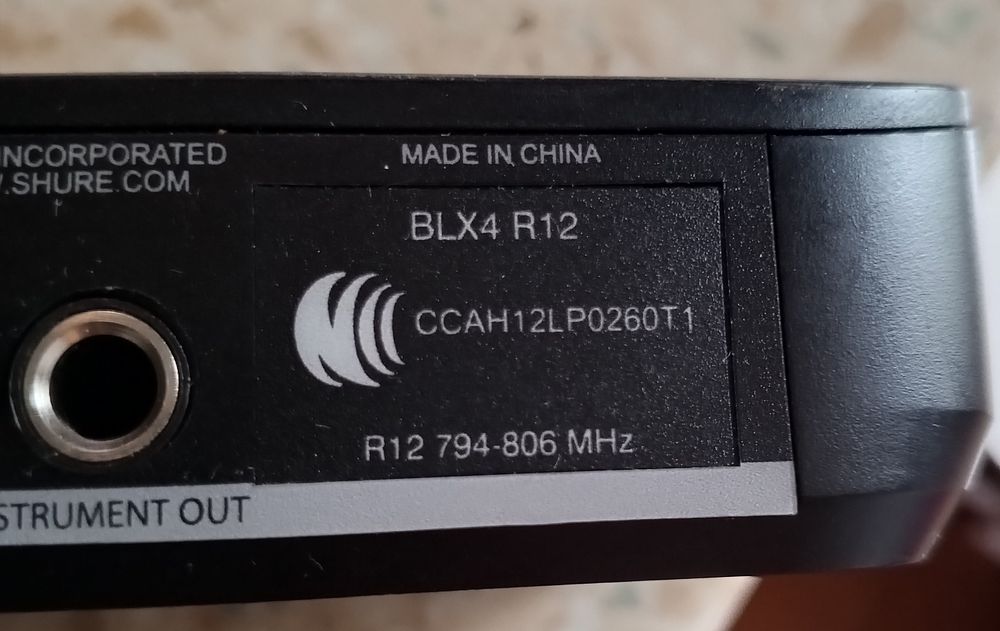 INCORPORATED
.SHURE.COM
MADE IN CHINA
BLX4 R12
CCAH12LP0260T1
R12 794-806 MHz
STRUMENT OUT